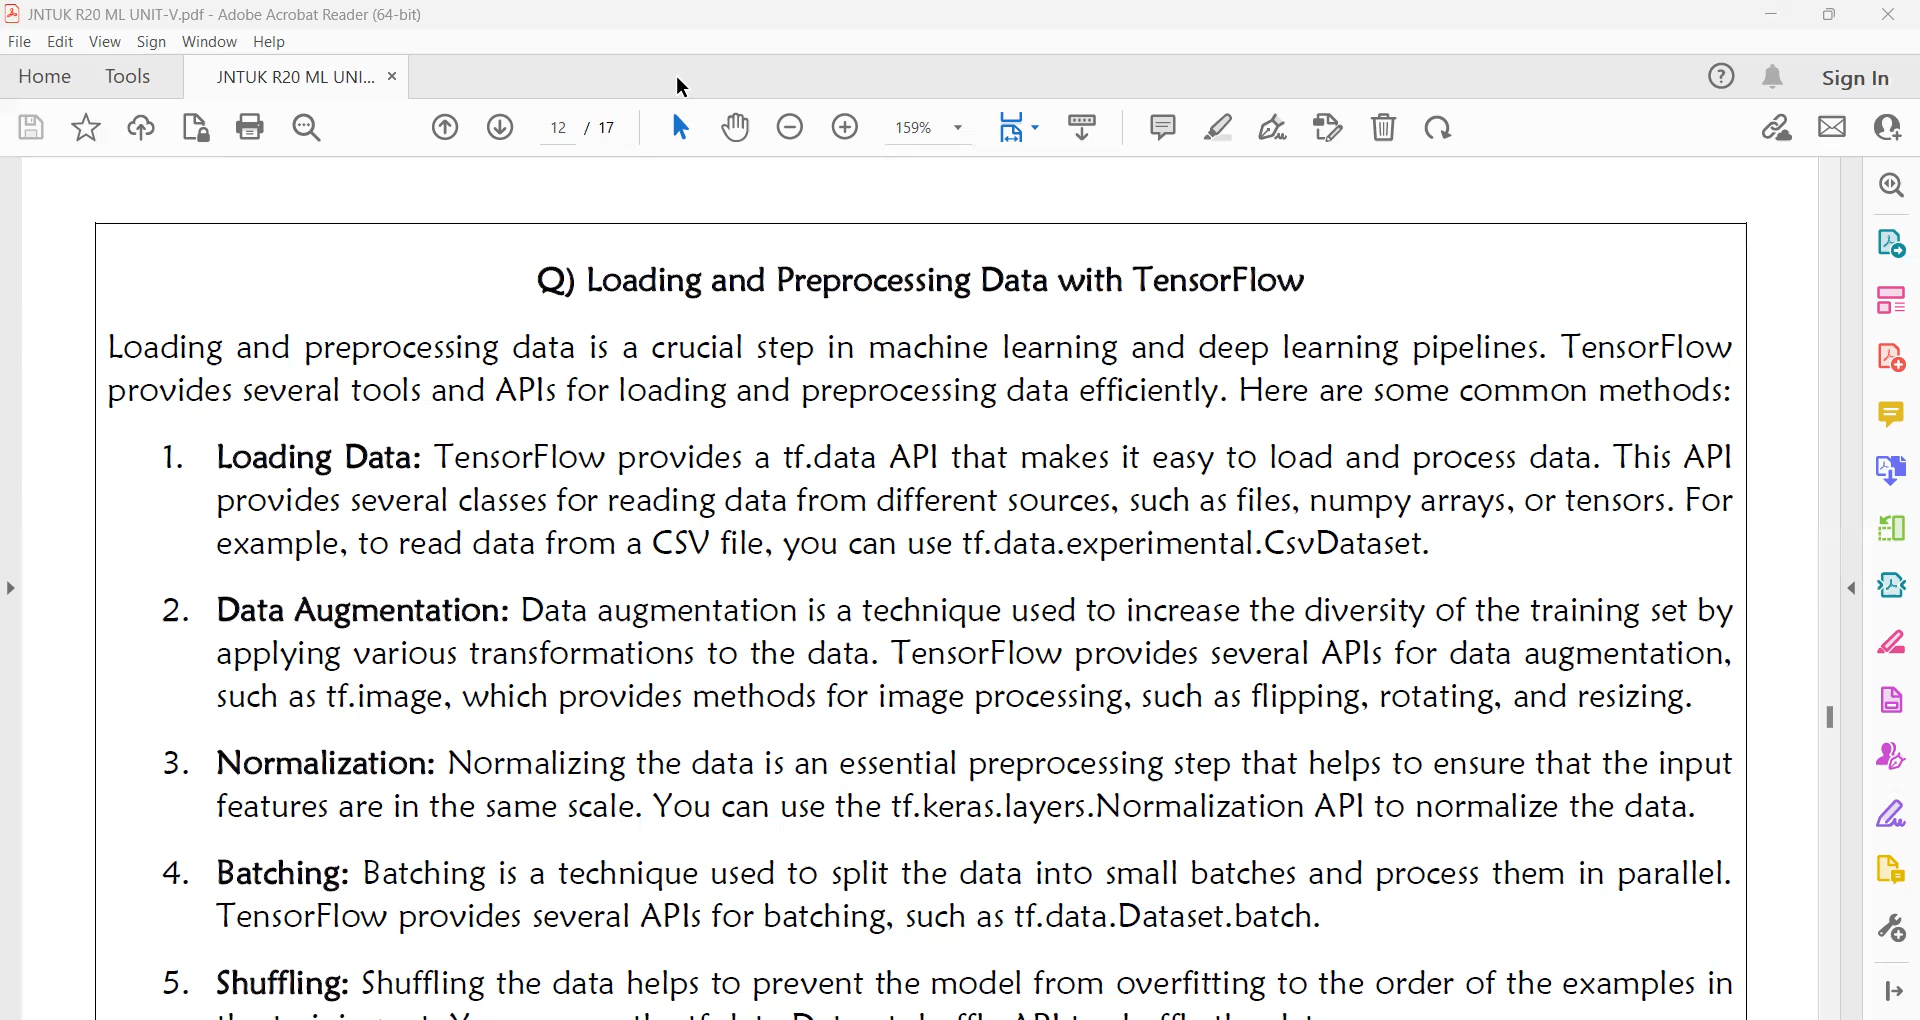 JNTUK R20 ML UNIT-V.pdf - Adobe Acrobat Reader (64-bit)
File Edit View Sign Window Help
Home Tools JNTUK R20 ML UNI... × Sign In
12 / 17 159%
Q) Loading and Preprocessing Data with TensorFlow
Loading and preprocessing data is a crucial step in machine learning and deep learning pipelines. TensorFlow
provides several tools and APIs for loading and preprocessing data efficiently. Here are some common methods:
1. Loading Data: TensorFlow provides a tf.data API that makes it easy to load and process data. This API
provides several classes for reading data from different sources, such as files, numpy arrays, or tensors. For
example, to read data from a CSV file, you can use tf.data.experimental.CsvDataset.
2. Data Augmentation: Data augmentation is a technique used to increase the diversity of the training set by
applying various transformations to the data. TensorFlow provides several APIs for data augmentation,
such as tf.image, which provides methods for image processing, such as flipping, rotating, and resizing.
3. Normalization: Normalizing the data is an essential preprocessing step that helps to ensure that the input
features are in the same scale. You can use the tf.keras.layers.Normalization API to normalize the data.
4. Batching: Batching is a technique used to split the data into small batches and process them in parallel.
TensorFlow provides several APIs for batching, such as tf.data.Dataset.batch.
5. Shuffling: Shuffling the data helps to prevent the model from overfitting to the order of the examples in